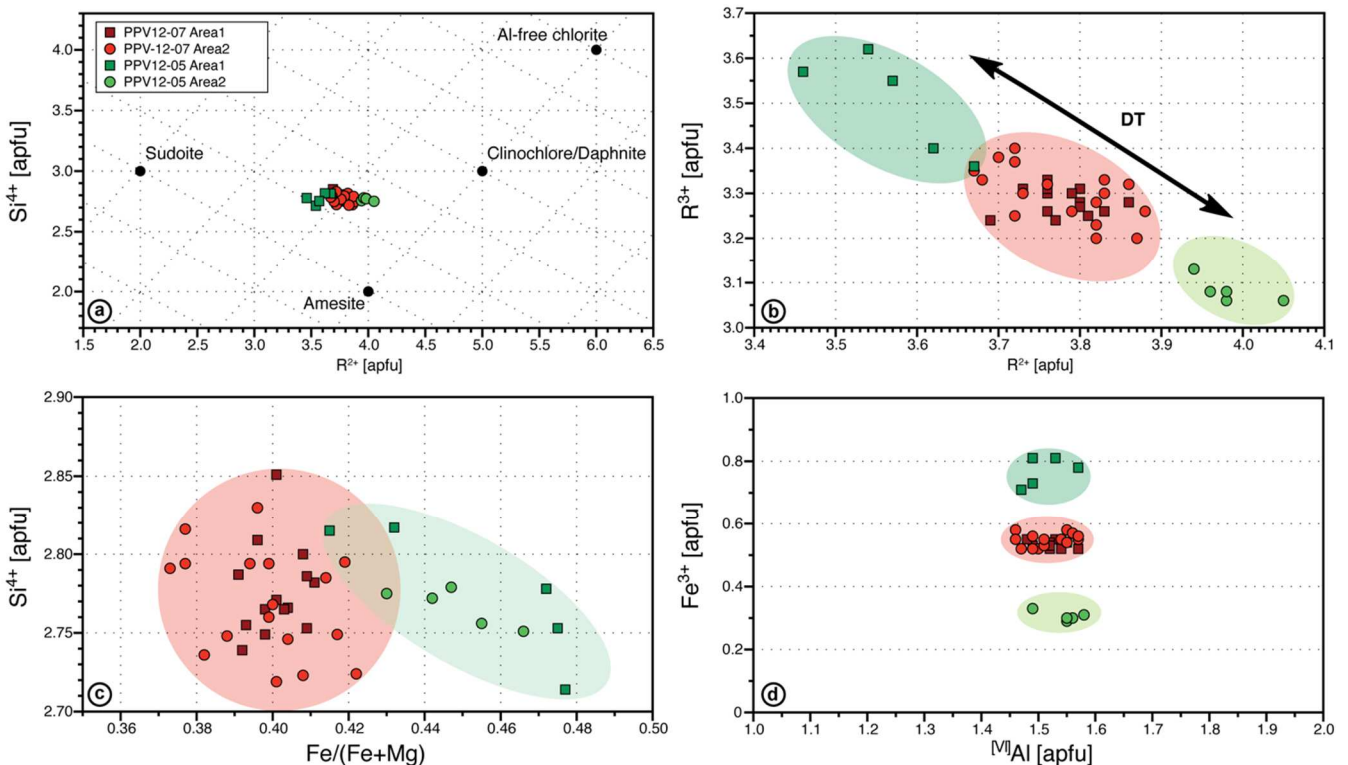 PPV12-07 Area1
PPV-12-07 Area2
PPV12-05 Area1
PPV12-05 Area2
Al-free chlorite
Sudoite
Clinochlore/Daphnite
Amesite
a
4.0
3.5
3.0
2.5
2.0
Si4+ [apfu]
1.5 2.0 2.5 3.0 3.5 4.0 4.5 5.0 5.5 6.0 6.5
R2+ [apfu]
3.7
3.6
3.5
3.4
3.3
3.2
3.1
3.0
R3+ [apfu]
DT
b
3.4 3.5 3.6 3.7 3.8 3.9 4.0 4.1
R2+ [apfu]
2.90
2.85
2.80
2.75
2.70
Si4+ [apfu]
c
0.36 0.38 0.40 0.42 0.44 0.46 0.48 0.50
Fe/(Fe+Mg)
1.0
0.8
0.6
0.4
0.2
0
Fe3+ [apfu]
d
1.0 1.1 1.2 1.3 1.4 1.5 1.6 1.7 1.8 1.9 2.0
[VI]Al [apfu]